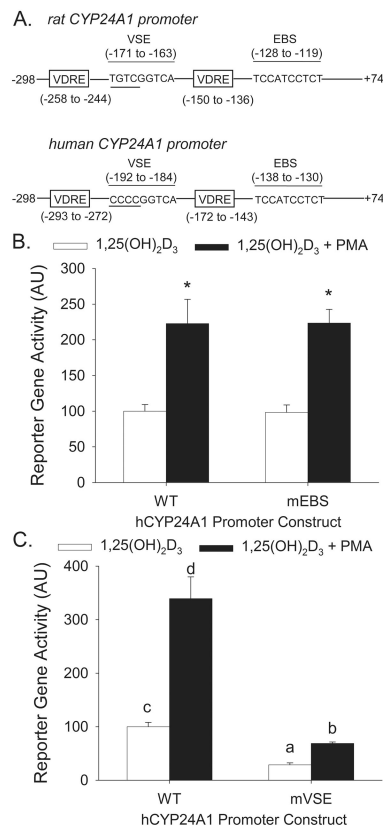 A.
rat CYP24A1 promoter
VSE EBS
(-171 to -163) (-128 to -119)
-298 VDRE TGTCGGTCA VDRE TCCATCCTCT +74
(-258 to -244) (-150 to -136)
human CYP24A1 promoter
VSE EBS
(-192 to -184) (-138 to -130)
-298 VDRE CCCCGGTCA VDRE TCCATCCTCT +74
(-293 to -272) (-172 to -143)
B.
1,25(OH)₂D₃ 1,25(OH)₂D₃ + PMA
Reporter Gene Activity (AU)
300
250
200
150
100
50
0
* *
WT mEBS
hCYP24A1 Promoter Construct
C.
1,25(OH)₂D₃ 1,25(OH)₂D₃ + PMA
Reporter Gene Activity (AU)
400
300
200
100
0
c d a b
WT mVSE
hCYP24A1 Promoter Construct